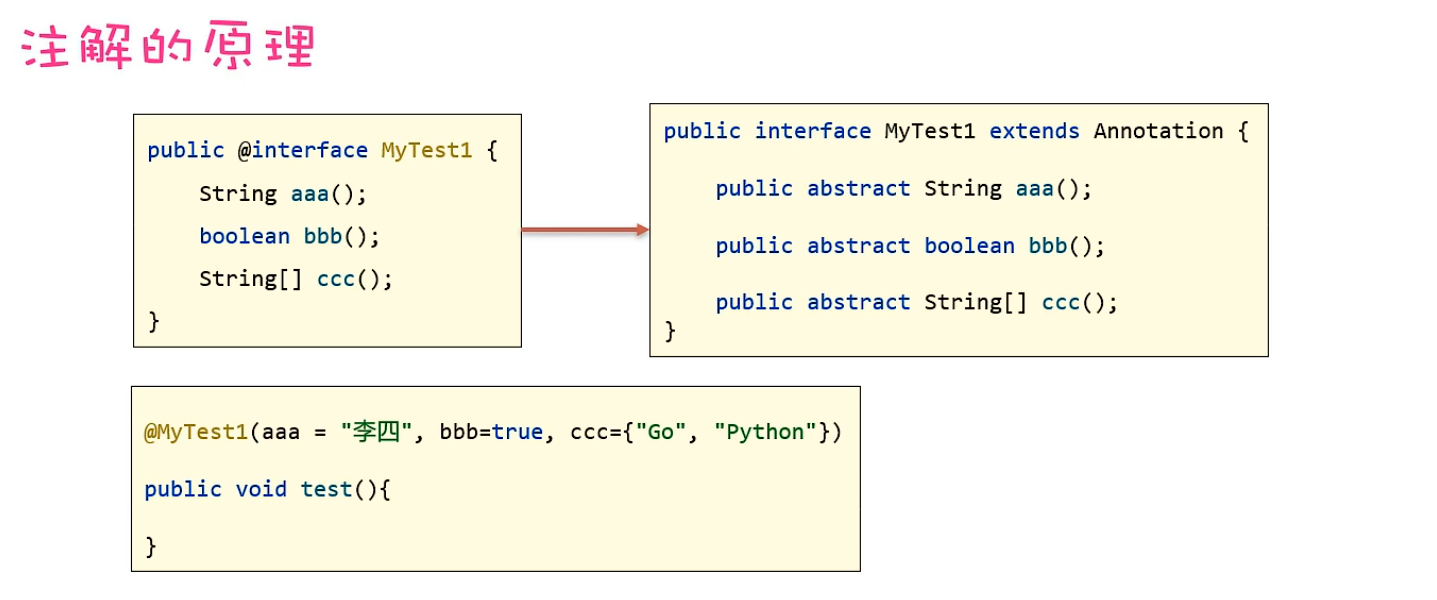 注解的原理
public @interface MyTest1 {
String aaa();
boolean bbb();
String[] ccc();
}
public interface MyTest1 extends Annotation {
public abstract String aaa();
public abstract boolean bbb();
public abstract String[] ccc();
}
@MyTest1(aaa = "李四", bbb=true, ccc={"Go", "Python"})
public void test(){
}